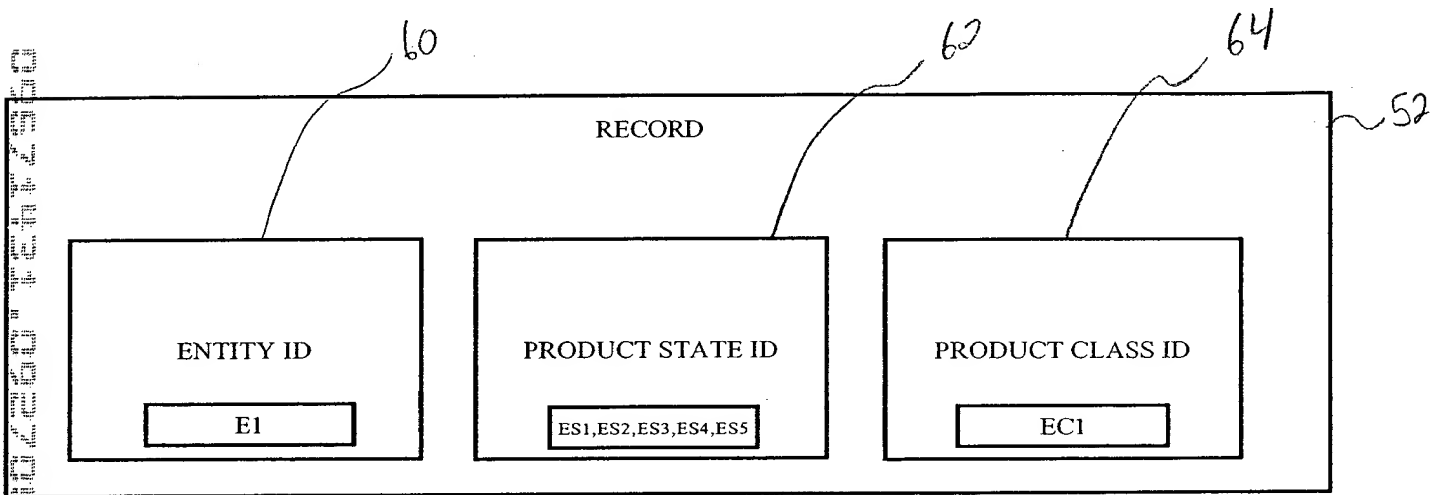 60
62
64
52
RECORD
ENTITY ID
PRODUCT STATE ID
PRODUCT CLASS ID
E1
ES1,ES2,ES3,ES4,ES5
EC1